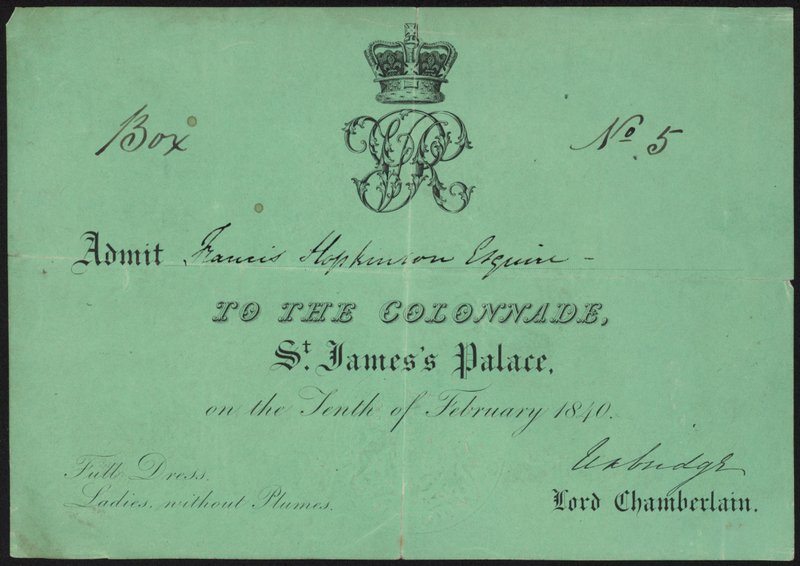 VR
Box
No 5
Admit Francis Hopkinson Esquire -
TO THE COLONNADE,
St. James's Palace,
on the Tenth of February 1840.
Uxbridge
Full Dress.
Ladies, without Plumes.
Lord Chamberlain.